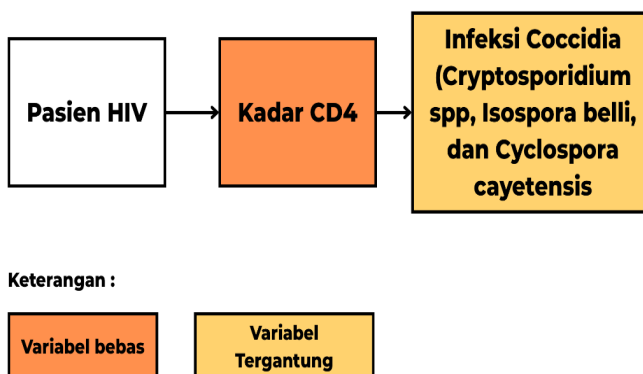 Pasien HIV
Kadar CD4
Infeksi Coccidia
(Cryptosporidium
spp, Isospora belli,
dan Cyclospora
cayetensis
Keterangan :
Variabel bebas
Variabel
Tergantung